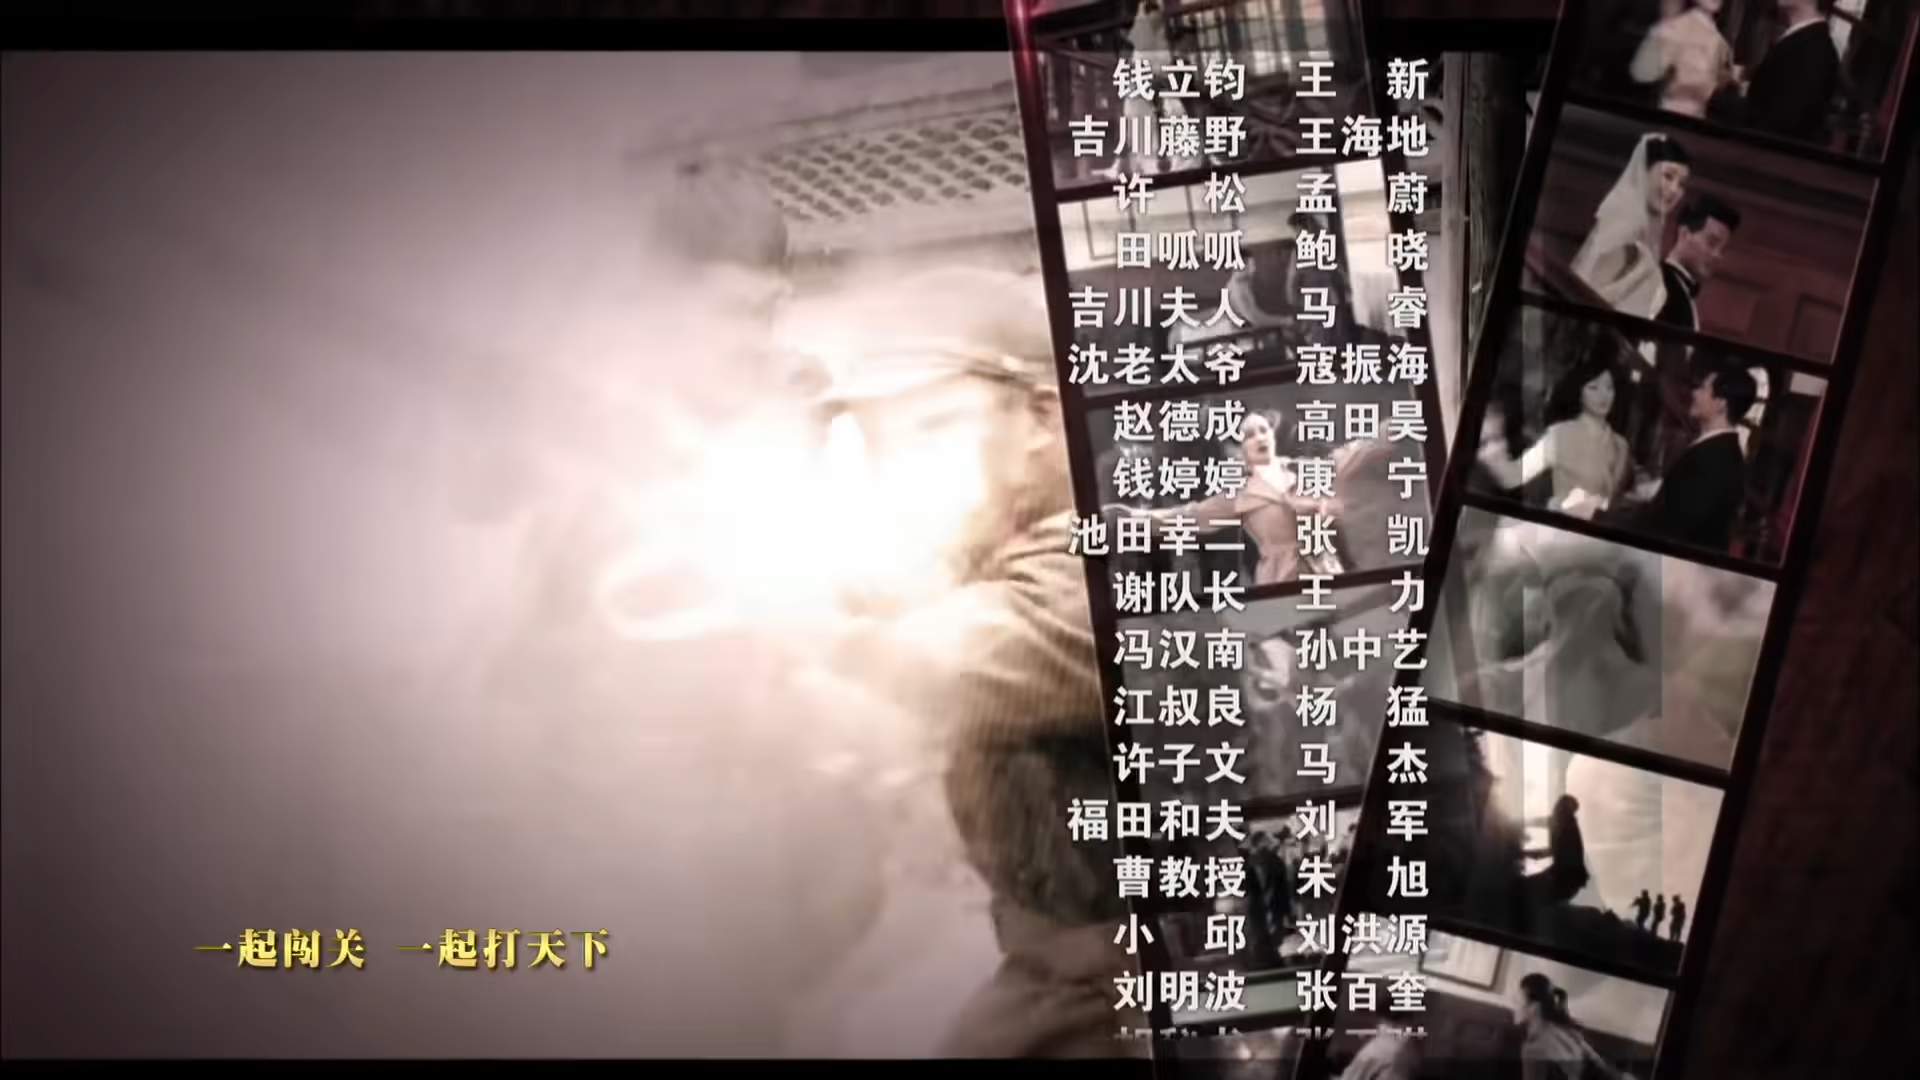 钱立钧 王新
吉川藤野 王海地
许松 孟蔚
田呱呱 鲍晓
吉川夫人 马睿
沈老太爷 寇振海
赵德成 高田昊
钱婷婷 康宁
池田幸二 张凯
谢队长 王力
冯汉南 孙中艺
江叔良 杨猛
许子文 马杰
福田和夫 刘军
曹教授 朱旭
小邱 刘洪源
刘明波 张百奎
一起闯关 一起打天下